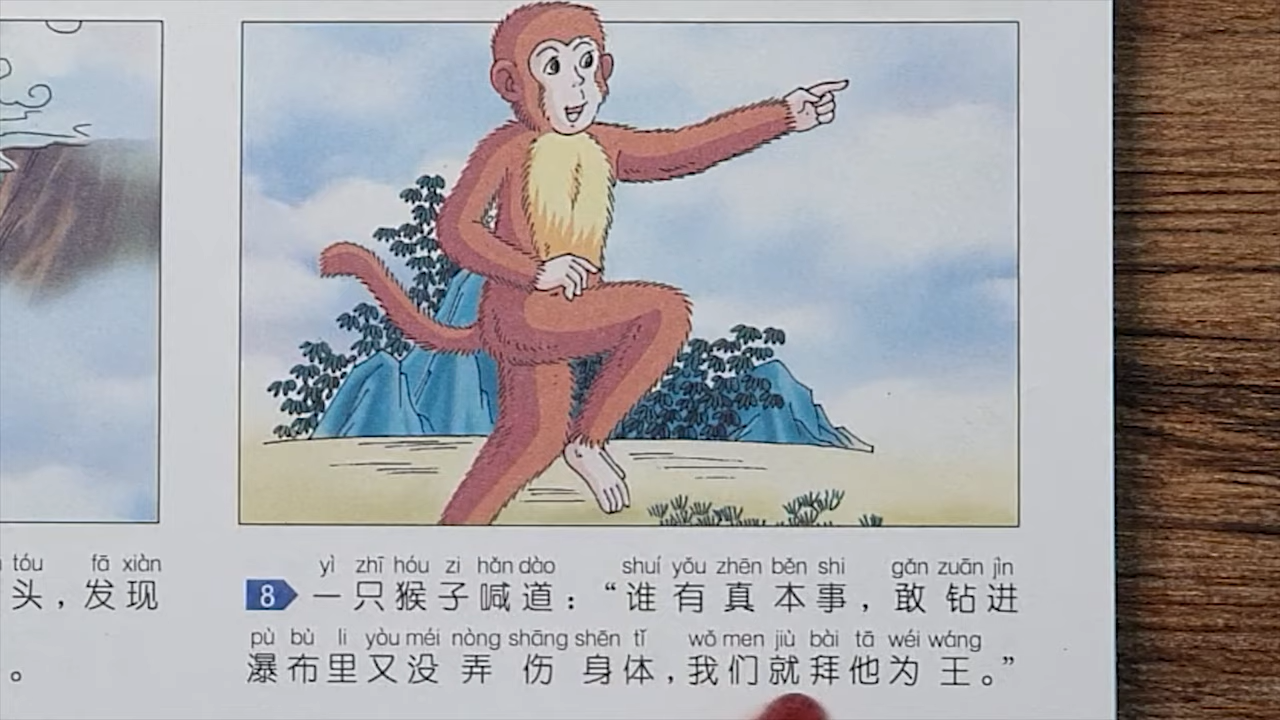 tóu fā xiàn
头，发现
。
yì zhī hóu zi hǎn dào shuí yǒu zhēn běn shi gǎn zuān jìn
8 一只猴子喊道：“谁有真本事，敢钻进
pù bù li yòu méi nòng shāng shēn tǐ wǒ men jiù bài tā wéi wáng
瀑布里又没弄伤身体，我们就拜他为王。”